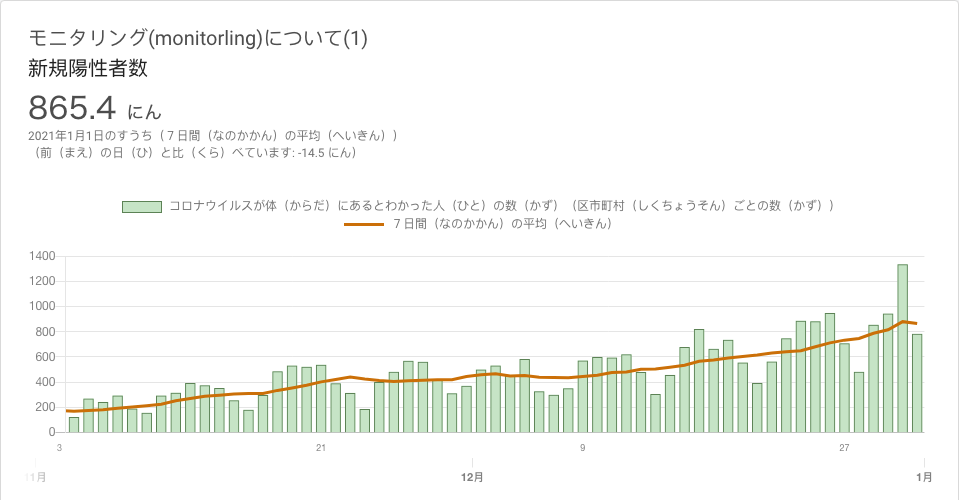 モニタリング(monitorling)について(1)
新規陽性者数
865.4 にん
2021年1月1日のすうち（７日間（なのかかん）の平均（へいきん））
（前（まえ）の日（ひ）と比（くら）べています: -14.5 にん）
コロナウイルスが体（からだ）にあるとわかった人（ひと）の数（かず）（区市町村（しくちょうそん）ごとの数（かず））
７日間（なのかかん）の平均（へいきん）
1400
1200
1000
800
600
400
200
0
3 21 9 27
11月 12月 1月